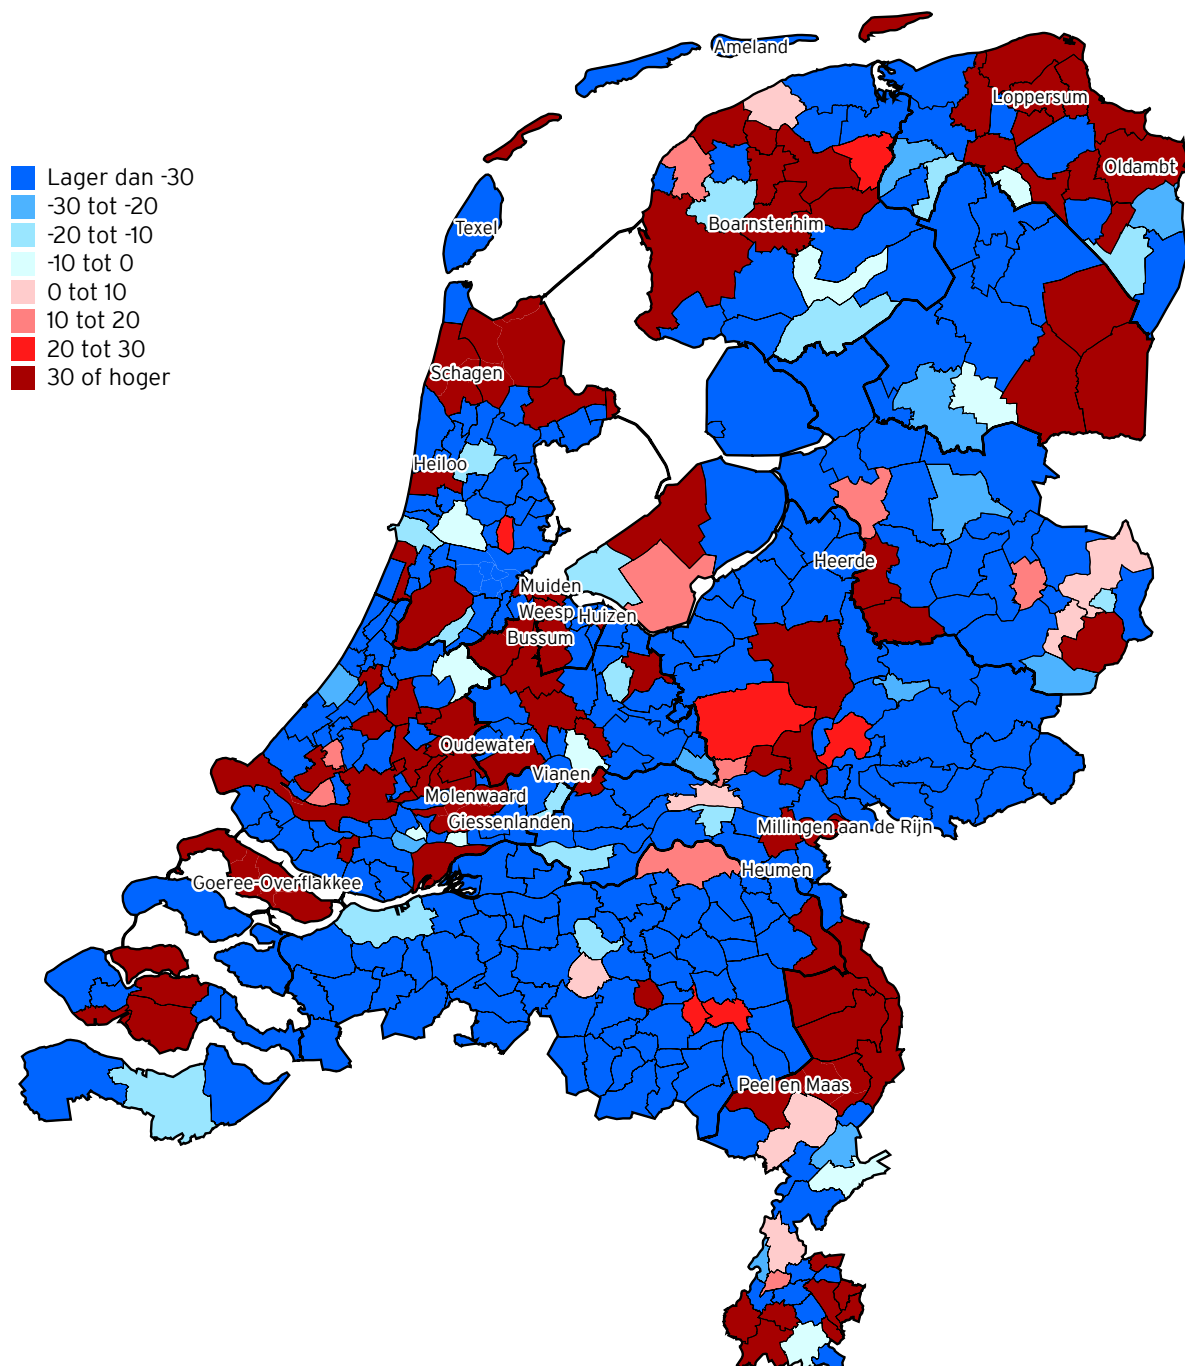 Ameland
Loppersum
Oldambt
Lager dan -30
-30 tot -20
-20 tot -10
-10 tot 0
0 tot 10
10 tot 20
20 tot 30
30 of hoger
Texel
Boarnsterhim
Schagen
Heiloo
Heerde
Muiden
Weesp
Huizen
Bussum
Oudewater
Vianen
Molenwaard
Giessenlanden
Millingen aan de Rijn
Heumen
Goeree-Overflakkee
Peel en Maas